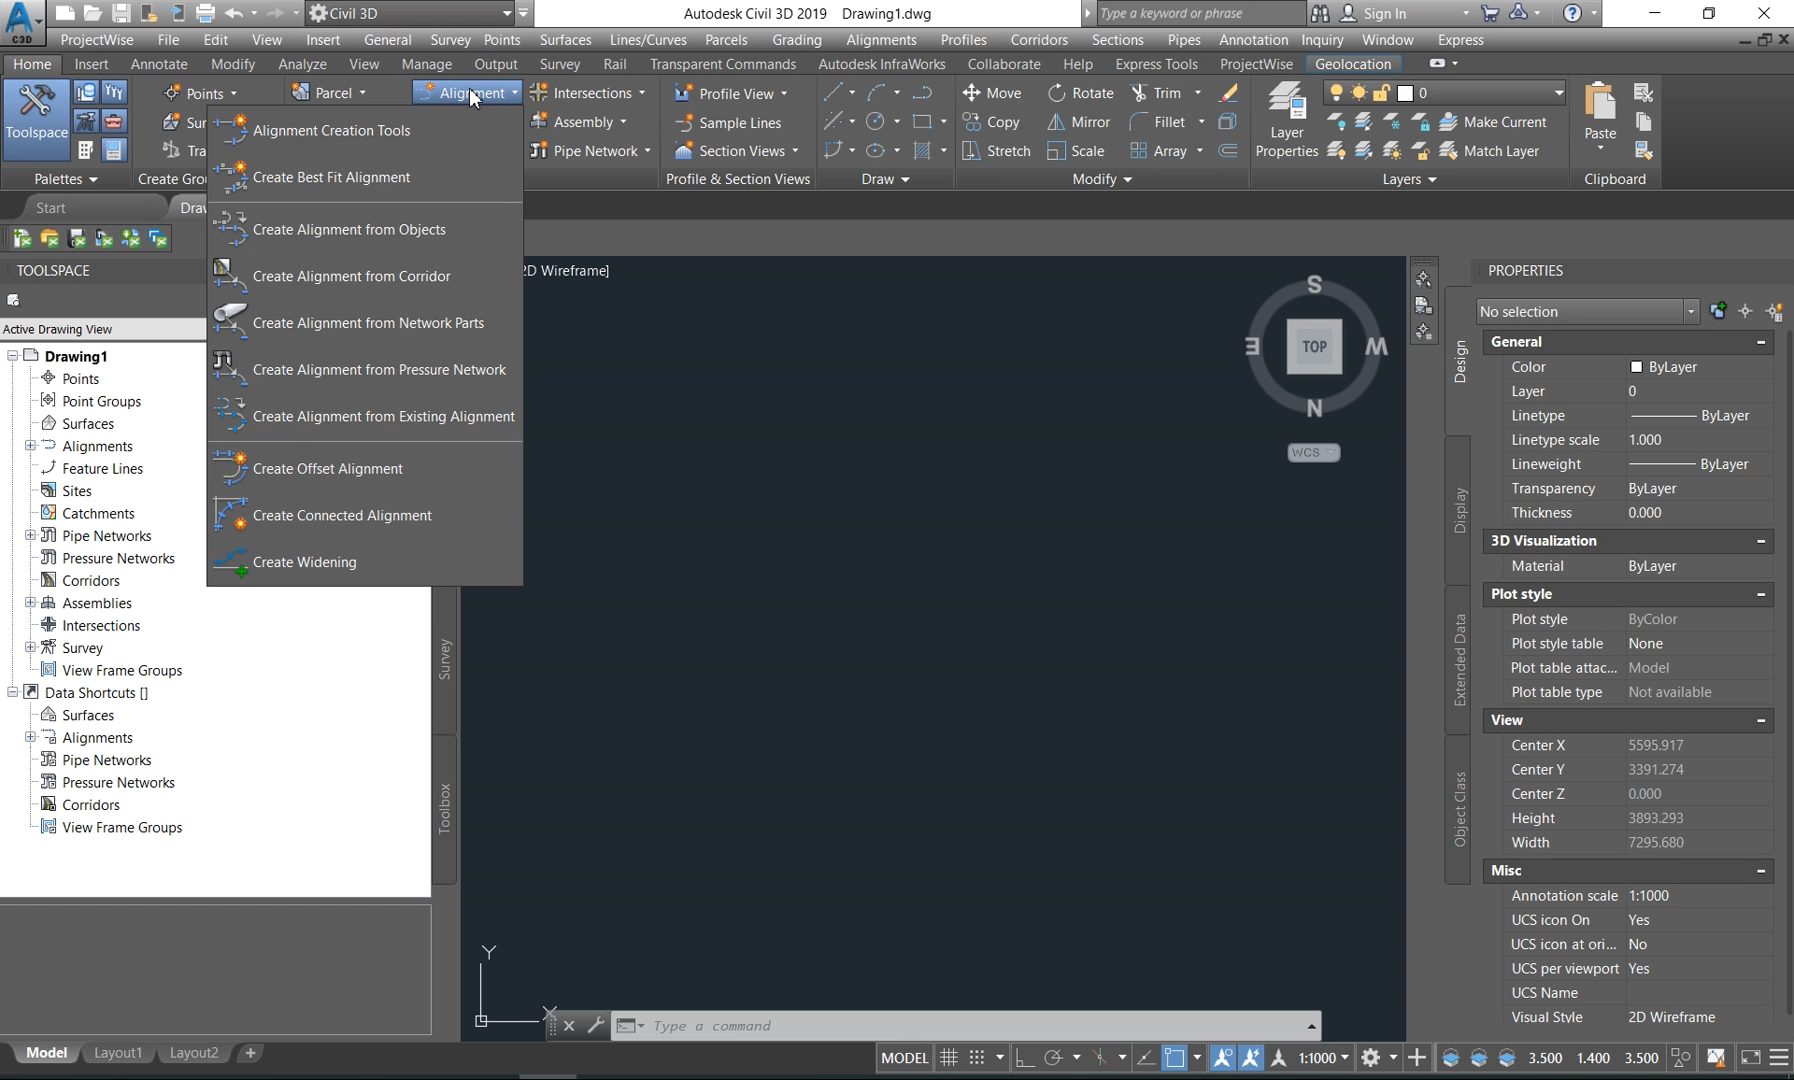 Civil 3D
Autodesk Civil 3D 2019 Drawing1.dwg
Type a keyword or phrase
Sign In
C3D
ProjectWise File Edit View Insert General Survey Points Surfaces Lines/Curves Parcels Grading Alignments Profiles Corridors Sections Pipes Annotation Inquiry Window Express
Home Insert Annotate Modify Analyze View Manage Output Survey Rail Transparent Commands Autodesk InfraWorks Collaborate Help Express Tools ProjectWise Geolocation
Points Parcel Alignment Intersections Profile View Move Rotate Trim 0
Toolspace Sur Assembly Sample Lines Copy Mirror Fillet Layer Properties Make Current Paste
Tra Pipe Network Section Views Stretch Scale Array Match Layer
Palettes Create Grou Profile & Section Views Draw Modify Layers Clipboard
Start Draw
Alignment Creation Tools
Create Best Fit Alignment
Create Alignment from Objects
Create Alignment from Corridor
Create Alignment from Network Parts
Create Alignment from Pressure Network
Create Alignment from Existing Alignment
Create Offset Alignment
Create Connected Alignment
Create Widening
TOOLSPACE
Active Drawing View
Drawing1
Points
Point Groups
Surfaces
Alignments
Feature Lines
Sites
Catchments
Pipe Networks
Pressure Networks
Corridors
Assemblies
Intersections
Survey
View Frame Groups
Data Shortcuts []
Surfaces
Alignments
Pipe Networks
Pressure Networks
Corridors
View Frame Groups
Survey
Toolbox
2D Wireframe]
S
E TOP W
N
WCS
Y
X
Type a command
PROPERTIES
No selection
Design
Display
Extended Data
Object Class
General
Color ByLayer
Layer 0
Linetype ByLayer
Linetype scale 1.000
Lineweight ByLayer
Transparency ByLayer
Thickness 0.000
3D Visualization
Material ByLayer
Plot style
Plot style ByColor
Plot style table None
Plot table attac... Model
Plot table type Not available
View
Center X 5595.917
Center Y 3391.274
Center Z 0.000
Height 3893.293
Width 7295.680
Misc
Annotation scale 1:1000
UCS icon On Yes
UCS icon at ori... No
UCS per viewport Yes
UCS Name
Visual Style 2D Wireframe
Model Layout1 Layout2 +
MODEL 1:1000 3.500 1.400 3.500